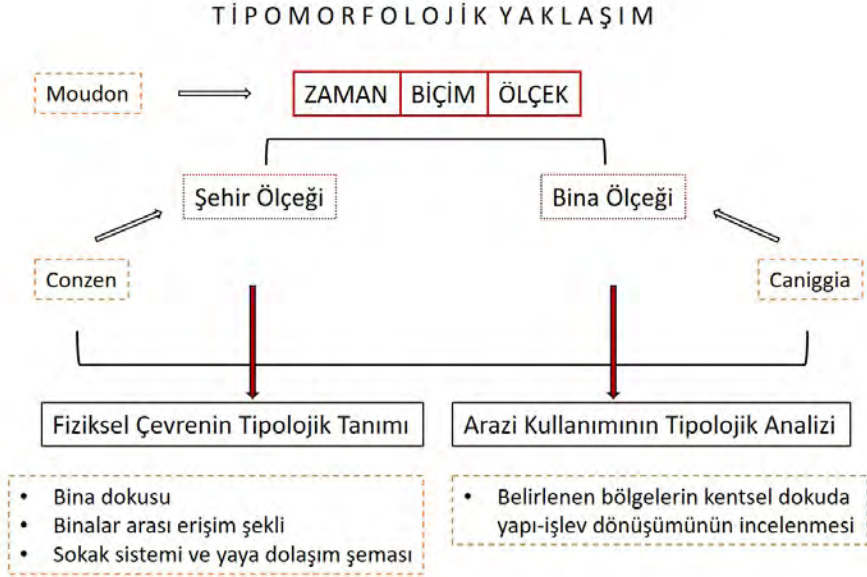 TİPOMORFOLOJİK YAKLAŞIM
Moudon
ZAMAN BİÇİM ÖLÇEK
Şehir Ölçeği
Bina Ölçeği
Conzen
Caniggia
Fiziksel Çevrenin Tipolojik Tanımı
Arazi Kullanımının Tipolojik Analizi
• Bina dokusu
• Binalar arası erişim şekli
• Sokak sistemi ve yaya dolaşım şeması
• Belirlenen bölgelerin kentsel dokuda
yapı-işlev dönüşümünün incelenmesi